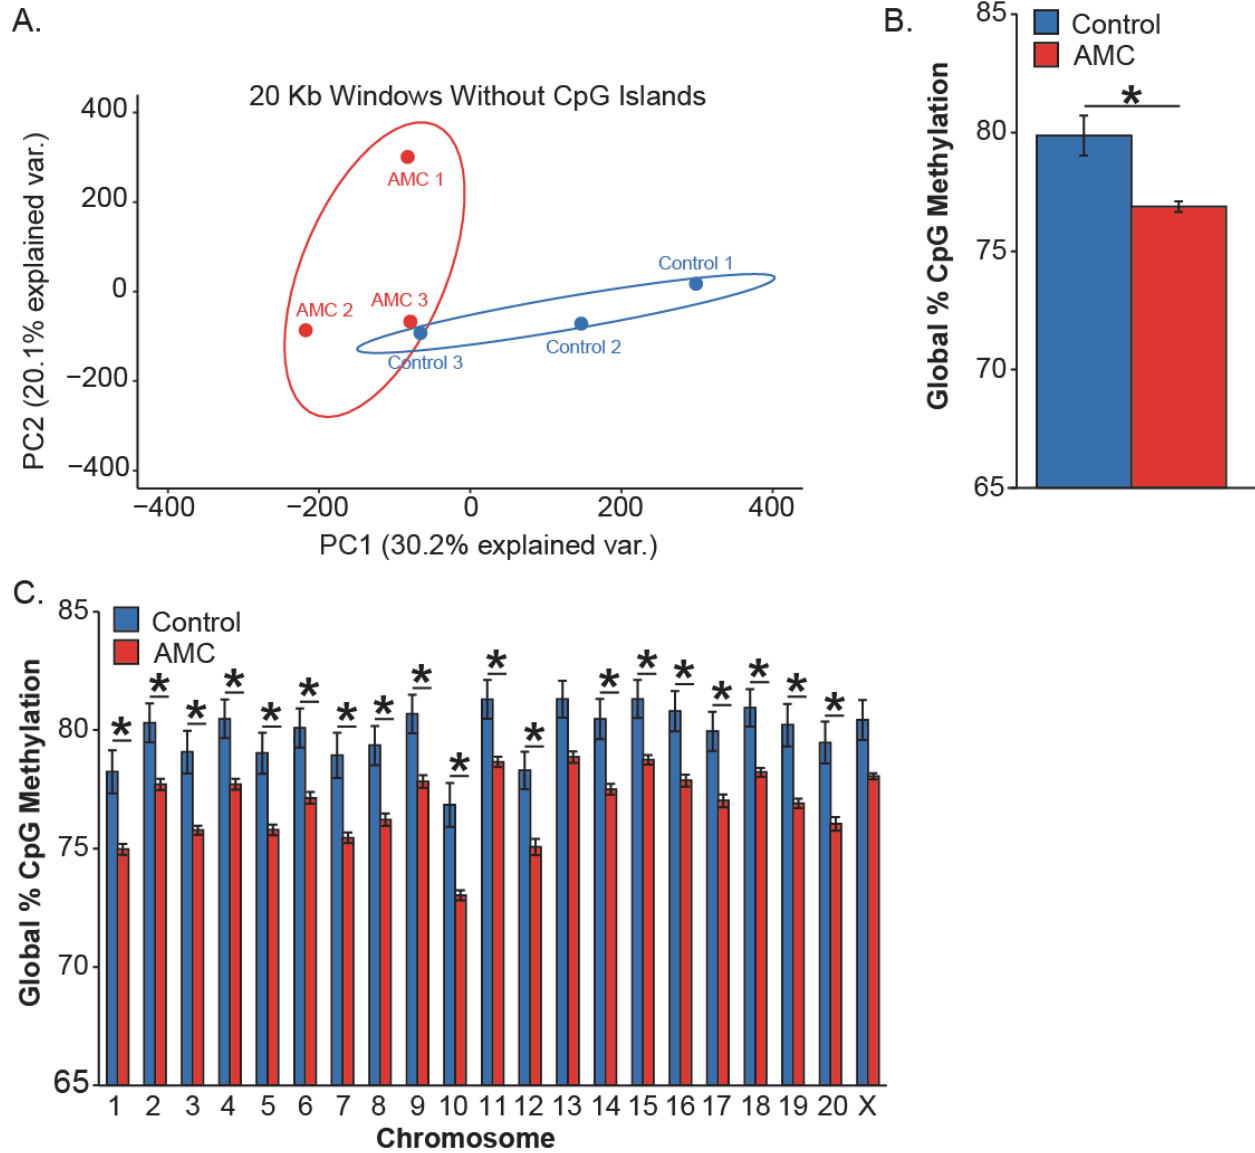 A.
20 Kb Windows Without CpG Islands
PC2 (20.1% explained var.)
400
200
0
−200
−400
AMC 1
AMC 2
AMC 3
Control 1
Control 2
Control 3
−400 −200 0 200 400
PC1 (30.2% explained var.)
B.
Control
AMC
Global % CpG Methylation
85
80
75
70
65
*
C.
Control
AMC
Global % CpG Methylation
85
80
75
70
65
* * * * * * * * * * * * * * * * * * *
1 2 3 4 5 6 7 8 9 10 11 12 13 14 15 16 17 18 19 20 X
Chromosome